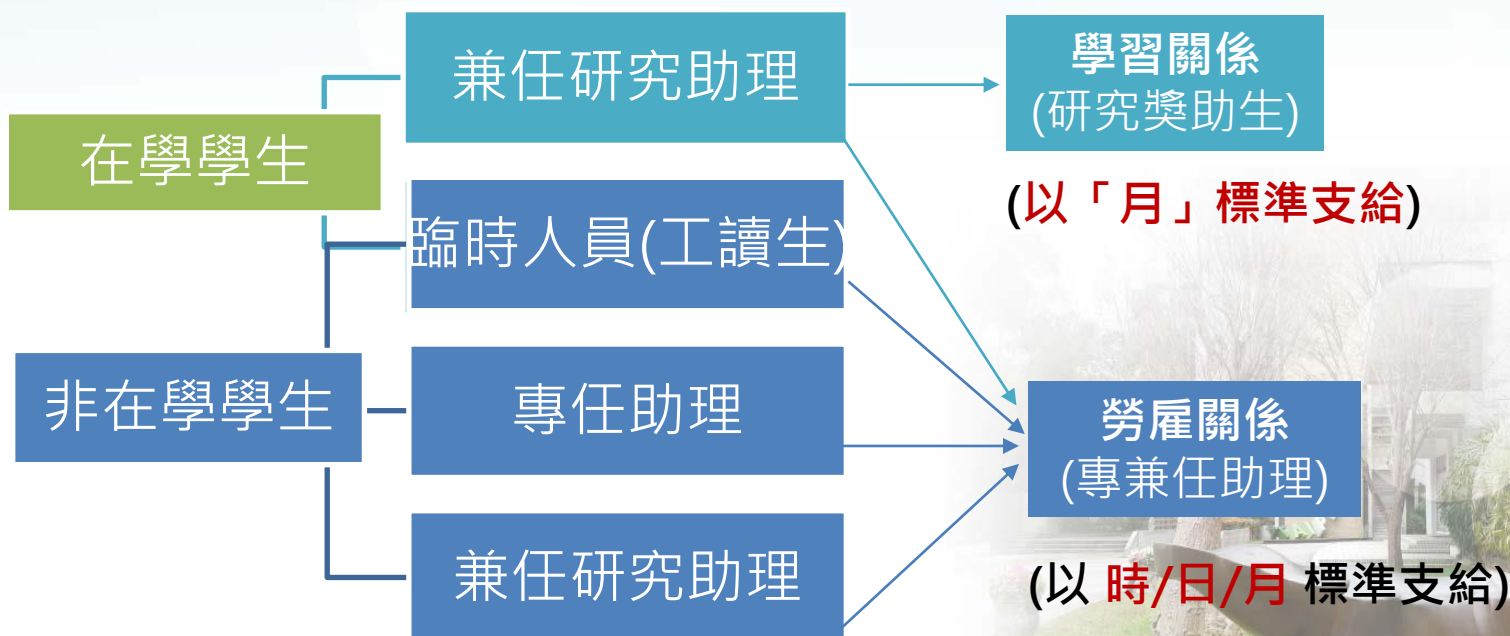 在學學生
非在學學生
兼任研究助理
臨時人員(工讀生)
專任助理
兼任研究助理
學習關係
(研究獎助生)
(以「月」標準支給)
勞雇關係
(專兼任助理)
(以 時/日/月 標準支給)